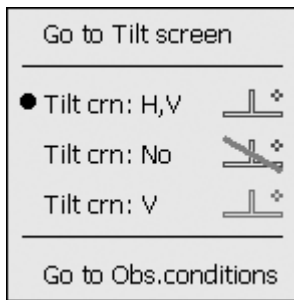 Go to Tilt screen
Tilt crn: H,V
Tilt crn: No
Tilt crn: V
Go to Obs.conditions